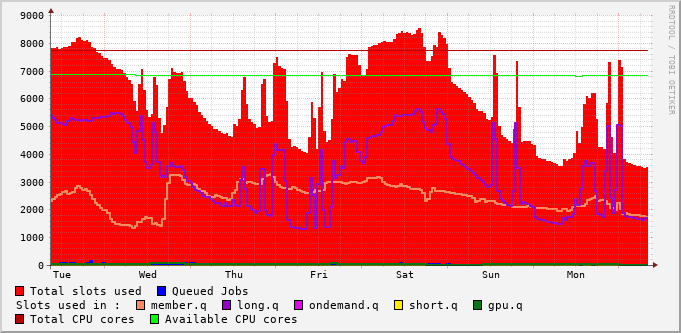 RRDTOOL / TOBI OETIKER
9000
8000
7000
6000
5000
4000
3000
2000
1000
0
Tue Wed Thu Fri Sat Sun Mon
Total slots used Queued Jobs
Slots used in : member.q long.q ondemand.q short.q gpu.q
Total CPU cores Available CPU cores